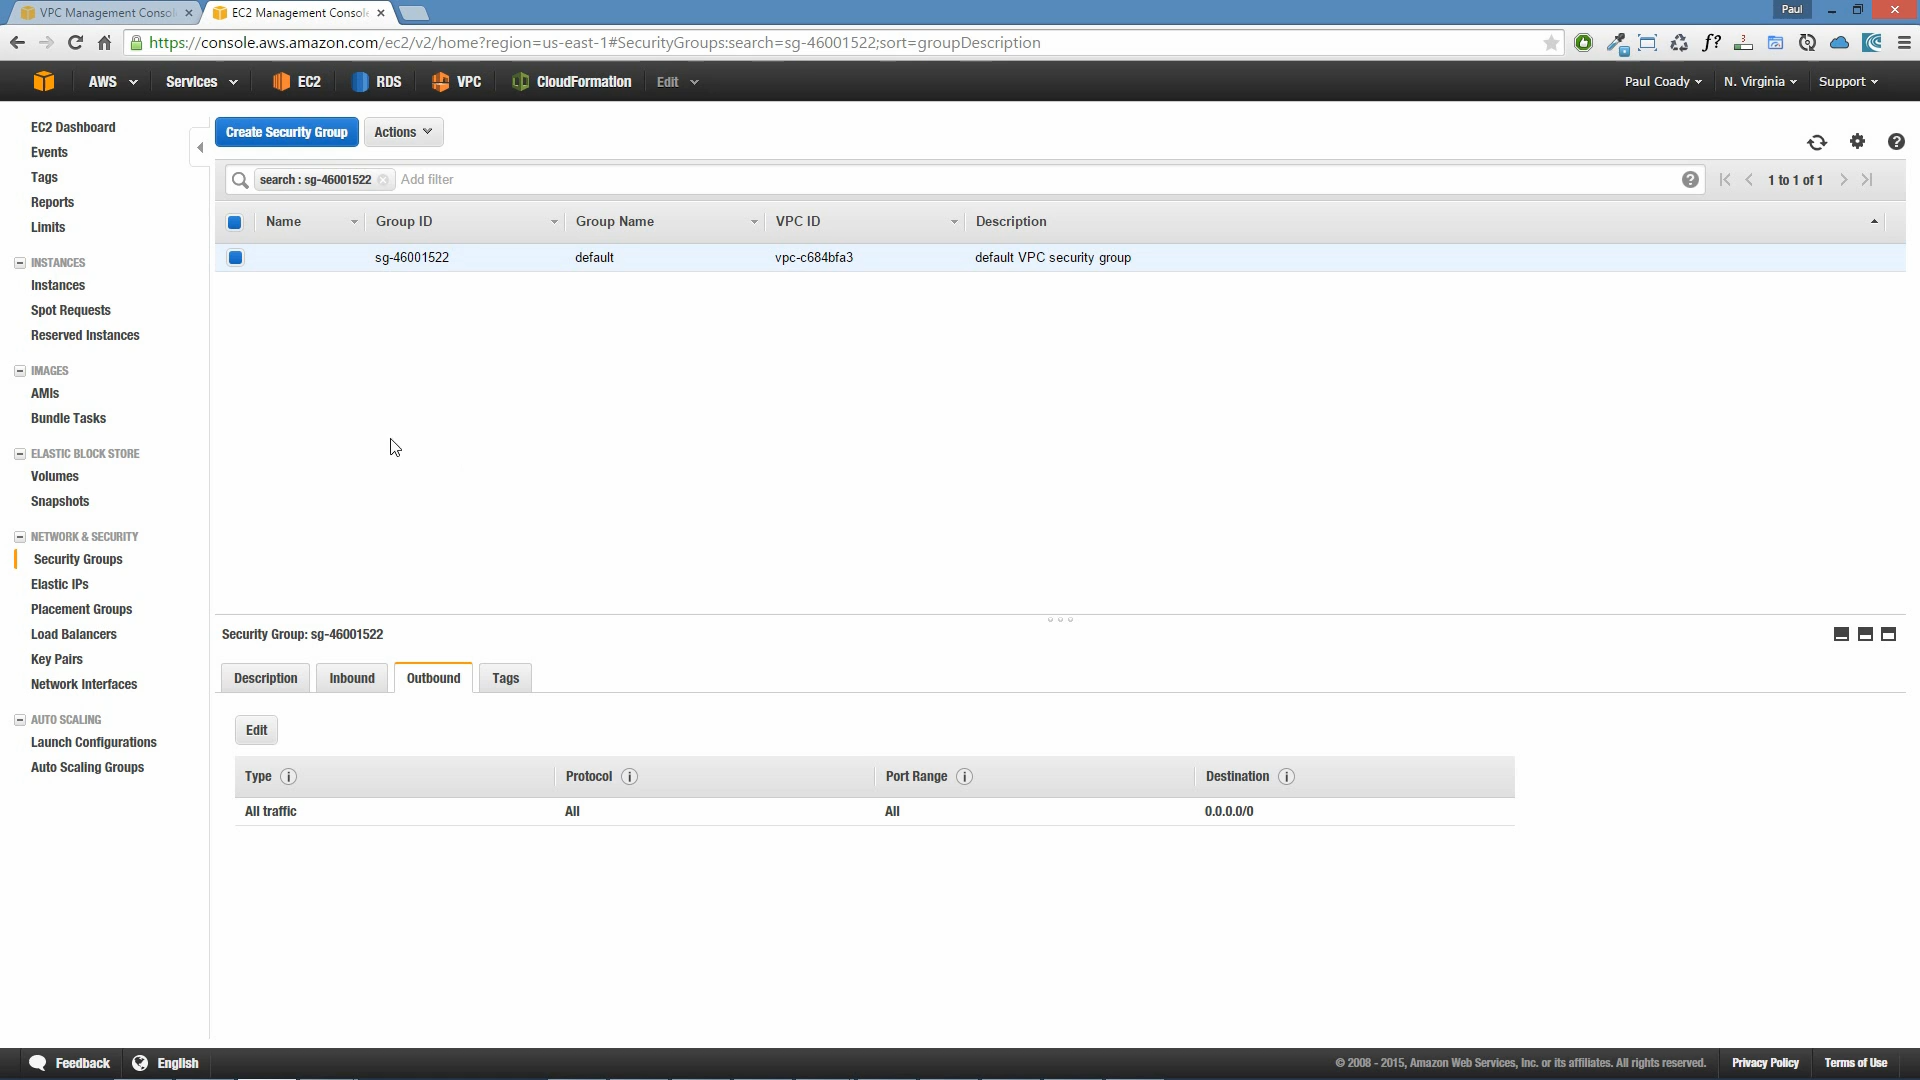 VPC Management Consol
EC2 Management Console
Paul
https://console.aws.amazon.com/ec2/v2/home?region=us-east-1#SecurityGroups:search=sg-46001522;sort=groupDescription
f?
3
AWS Services EC2 RDS VPC CloudFormation Edit
Paul Coady N. Virginia Support
EC2 Dashboard
Events
Tags
Reports
Limits
INSTANCES
Instances
Spot Requests
Reserved Instances
IMAGES
AMIs
Bundle Tasks
ELASTIC BLOCK STORE
Volumes
Snapshots
NETWORK & SECURITY
Security Groups
Elastic IPs
Placement Groups
Load Balancers
Key Pairs
Network Interfaces
AUTO SCALING
Launch Configurations
Auto Scaling Groups
Create Security Group Actions
search : sg-46001522 Add filter
1 to 1 of 1
Name Group ID Group Name VPC ID Description
sg-46001522 default vpc-c684bfa3 default VPC security group
Security Group: sg-46001522
Description Inbound Outbound Tags
Edit
Type Protocol Port Range Destination
All traffic All All 0.0.0.0/0
Feedback English
© 2008 - 2015, Amazon Web Services, Inc. or its affiliates. All rights reserved. Privacy Policy Terms of Use